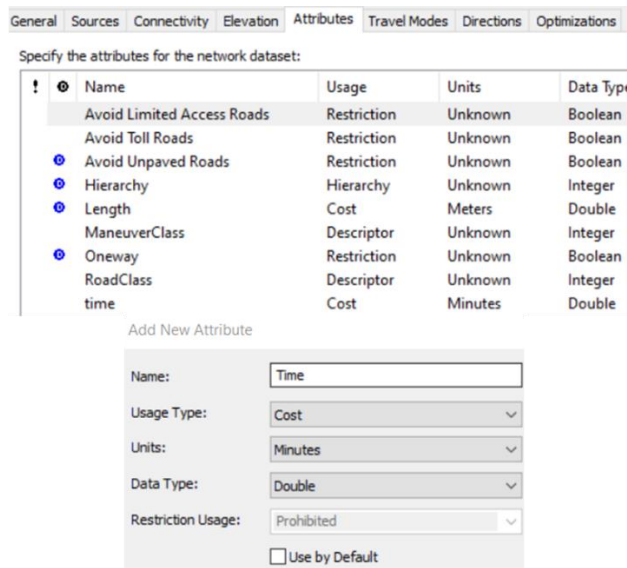 General Sources Connectivity Elevation Attributes Travel Modes Directions Optimizations
Specify the attributes for the network dataset:
! Name Usage Units Data Type
Avoid Limited Access Roads Restriction Unknown Boolean
Avoid Toll Roads Restriction Unknown Boolean
Avoid Unpaved Roads Restriction Unknown Boolean
Hierarchy Hierarchy Unknown Integer
Length Cost Meters Double
ManeuverClass Descriptor Unknown Integer
Oneway Restriction Unknown Boolean
RoadClass Descriptor Unknown Integer
time Cost Minutes Double
Add New Attribute
Name: Time
Usage Type: Cost
Units: Minutes
Data Type: Double
Restriction Usage: Prohibited
Use by Default